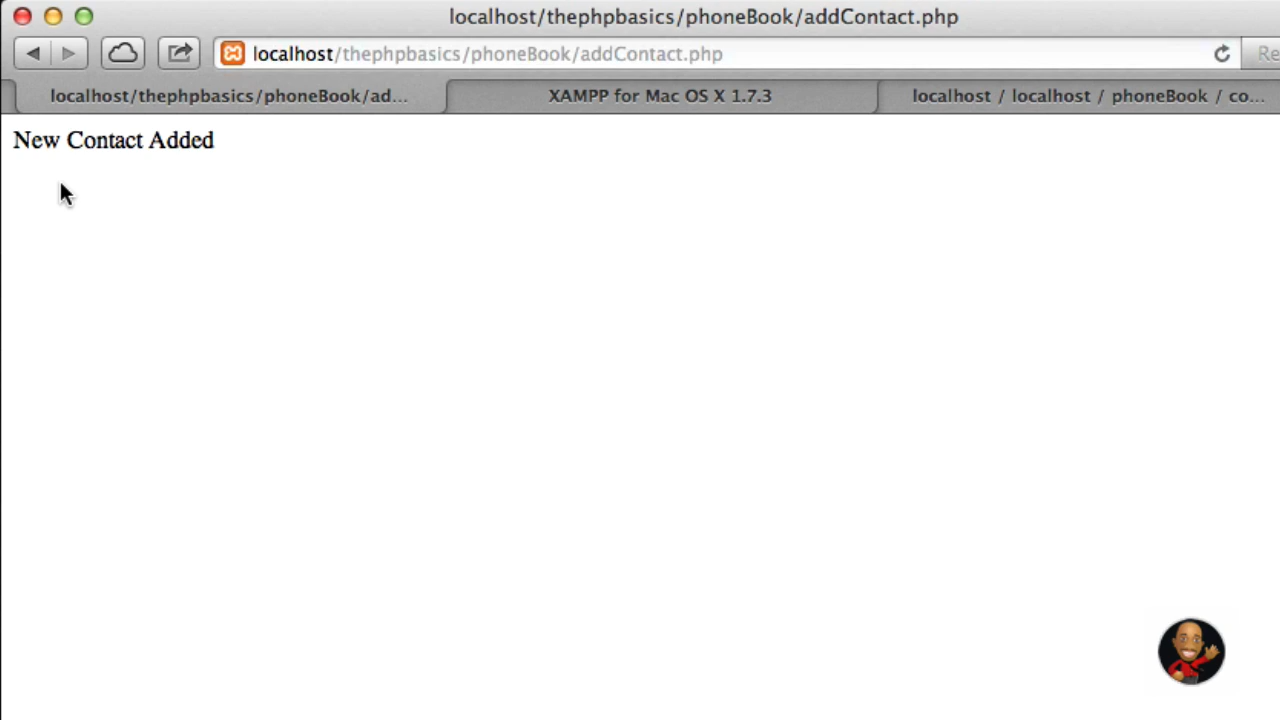 localhost/thephpbasics/phoneBook/addContact.php
localhost/thephpbasics/phoneBook/addContact.php
Re
localhost/thephpbasics/phoneBook/ad...
XAMPP for Mac OS X 1.7.3
localhost / localhost / phoneBook / co...
New Contact Added